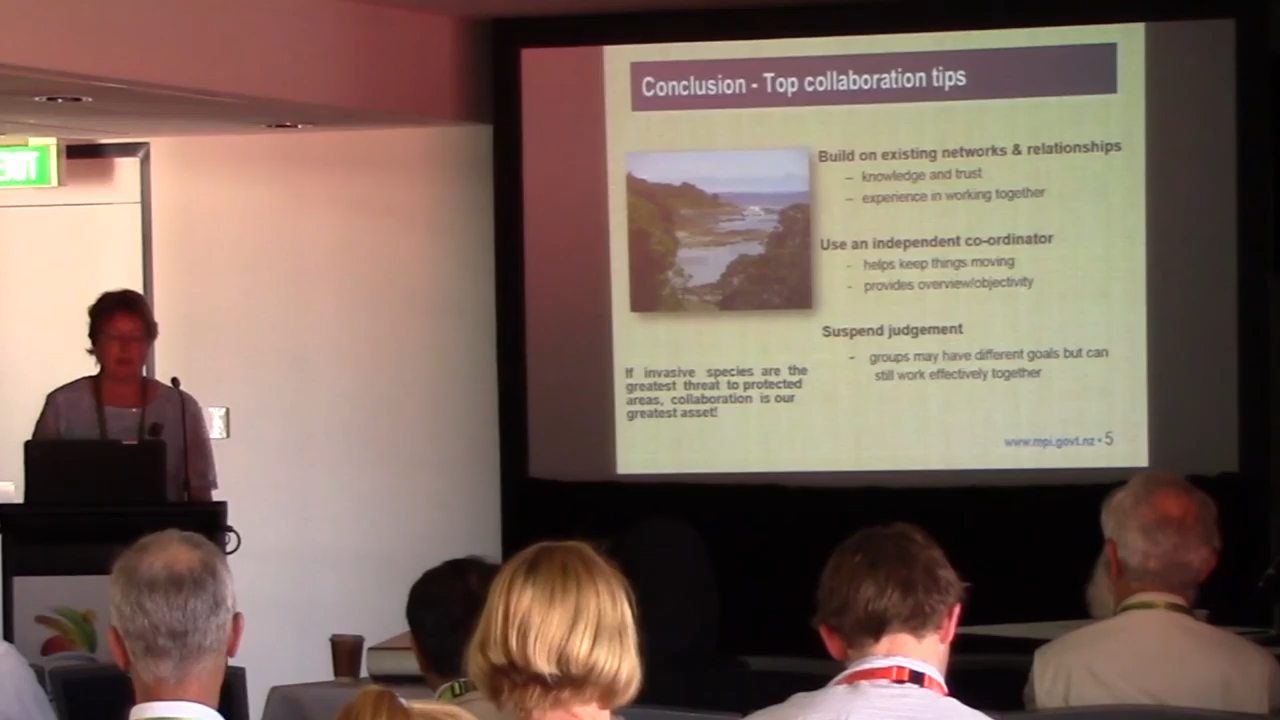 EXIT
Conclusion - Top collaboration tips
Build on existing networks & relationships
– knowledge and trust
– experience in working together
Use an independent co-ordinator
- helps keep things moving
- provides overview/objectivity
Suspend judgement
- groups may have different goals but can
still work effectively together
If invasive species are the
greatest threat to protected
areas, collaboration is our
greatest asset!
www.mpi.govt.nz • 5